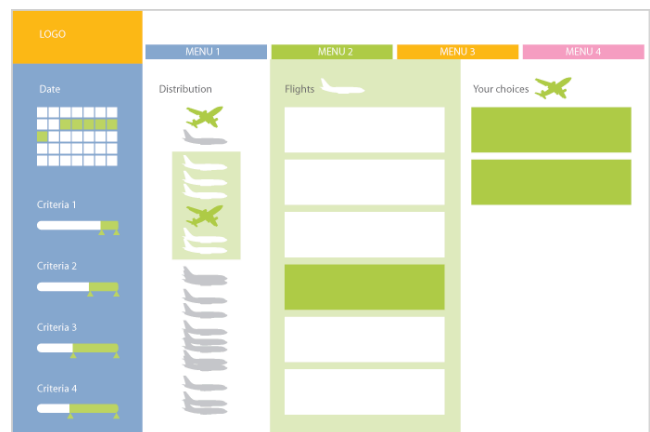 LOGO
MENU 1
MENU 2
MENU 3
MENU 4
Date
Distribution
Flights
Your choices
Criteria 1
Criteria 2
Criteria 3
Criteria 4